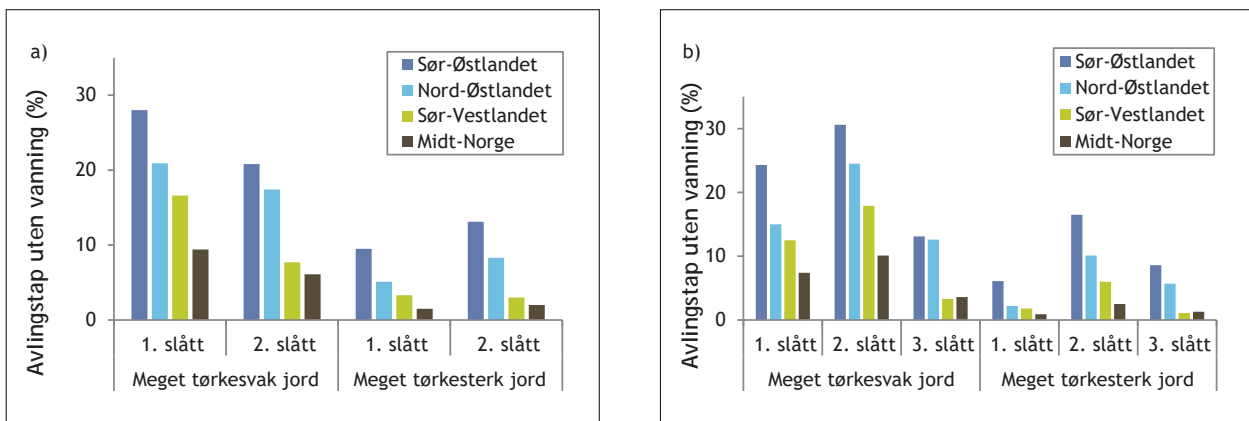 a)
Avlingstap uten vanning (%)
Sør-Østlandet
Nord-Østlandet
Sør-Vestlandet
Midt-Norge
30
20
10
0
1. slått 2. slått 1. slått 2. slått
Meget tørkesvak jord Meget tørkesterk jord
b)
Avlingstap uten vanning (%)
Sør-Østlandet
Nord-Østlandet
Sør-Vestlandet
Midt-Norge
30
20
10
0
1. slått 2. slått 3. slått 1. slått 2. slått 3. slått
Meget tørkesvak jord Meget tørkesterk jord